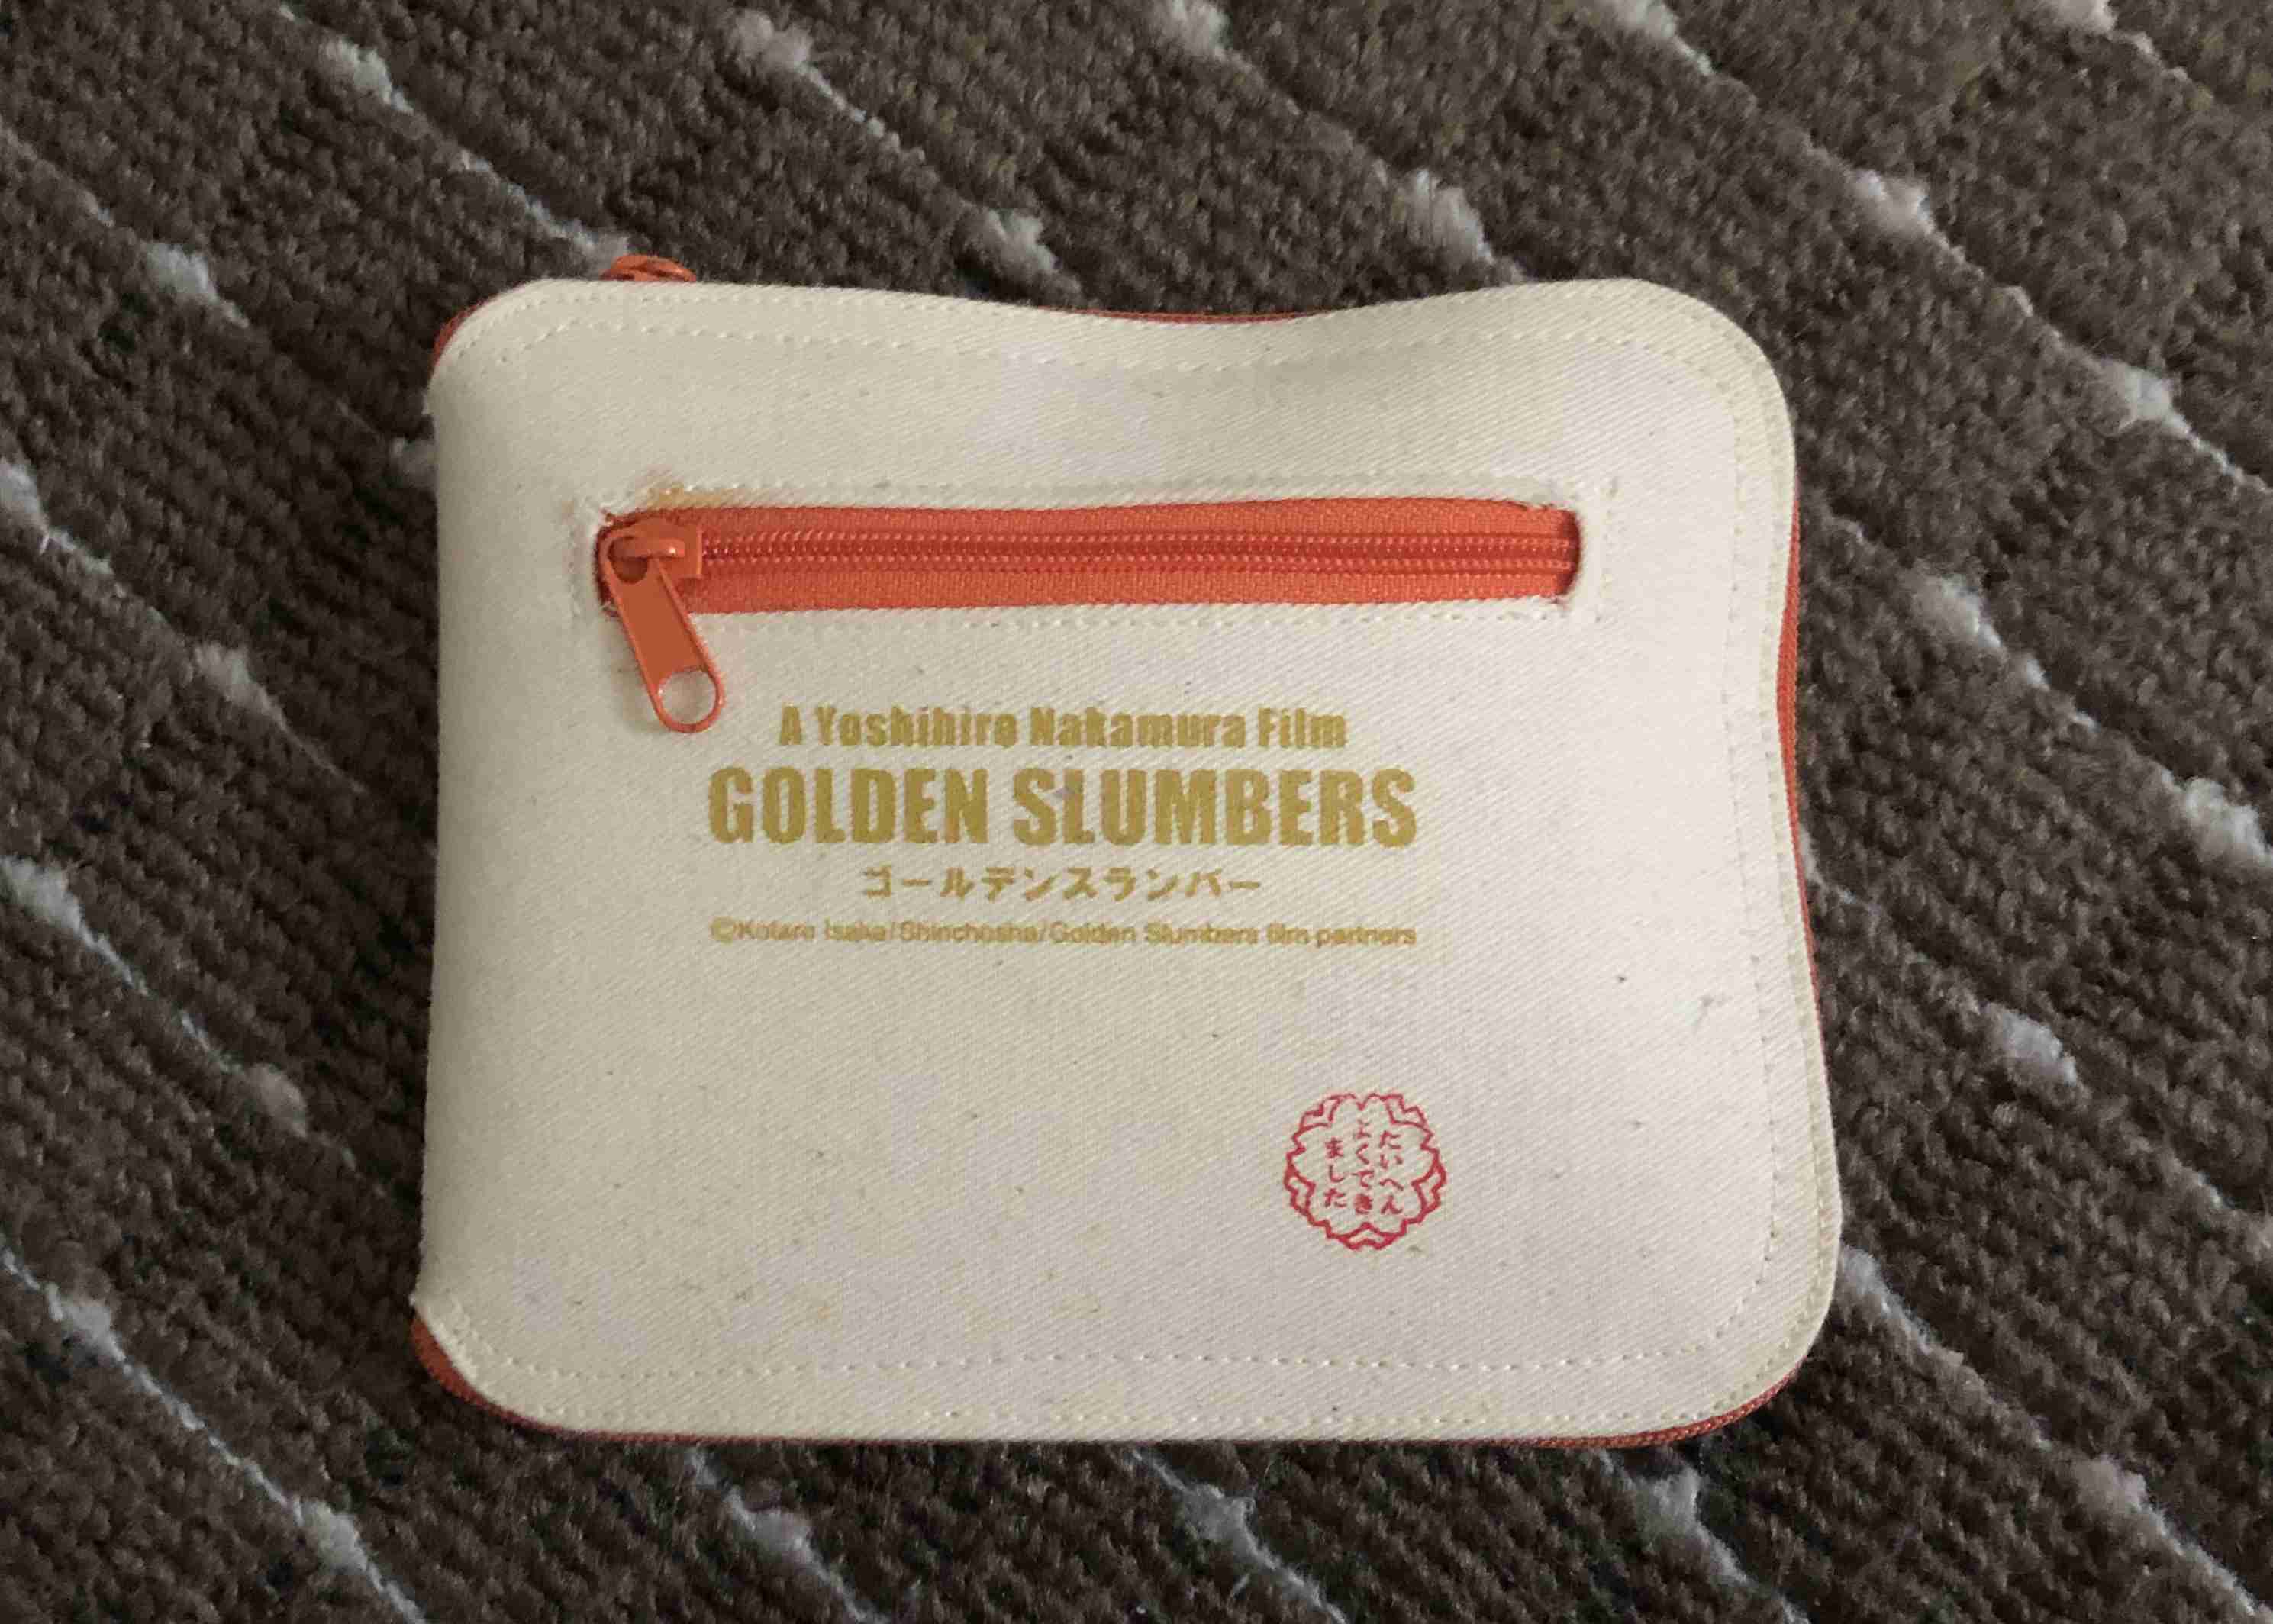 A Yoshihiro Nakamura Film
GOLDEN SLUMBERS
ゴールデンスランバー
©Kotaro Isaka/Shinchosha/Golden Slumbers film partners
たいへん
よくでき
ました